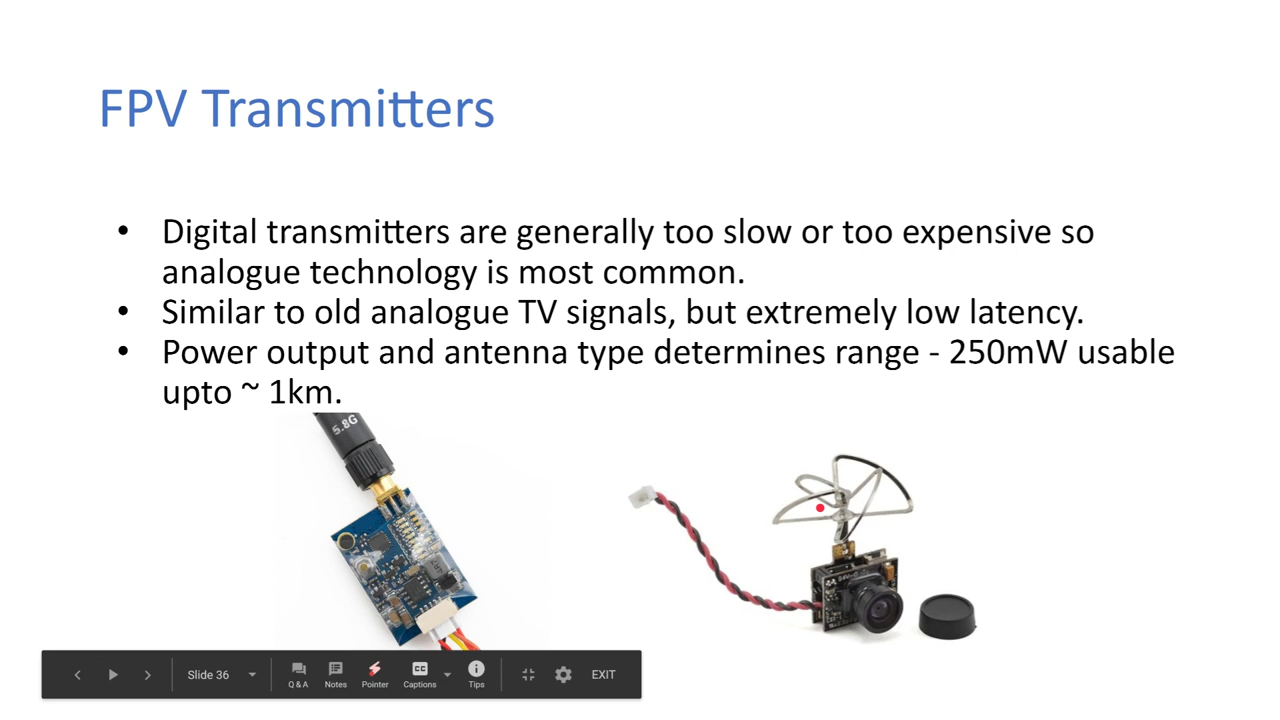 FPV Transmitters
• Digital transmitters are generally too slow or too expensive so
analogue technology is most common.
• Similar to old analogue TV signals, but extremely low latency.
• Power output and antenna type determines range - 250mW usable
upto ~ 1km.
5.8G
Slide 36
Q & A
Notes
Pointer
CC
Captions
Tips
EXIT